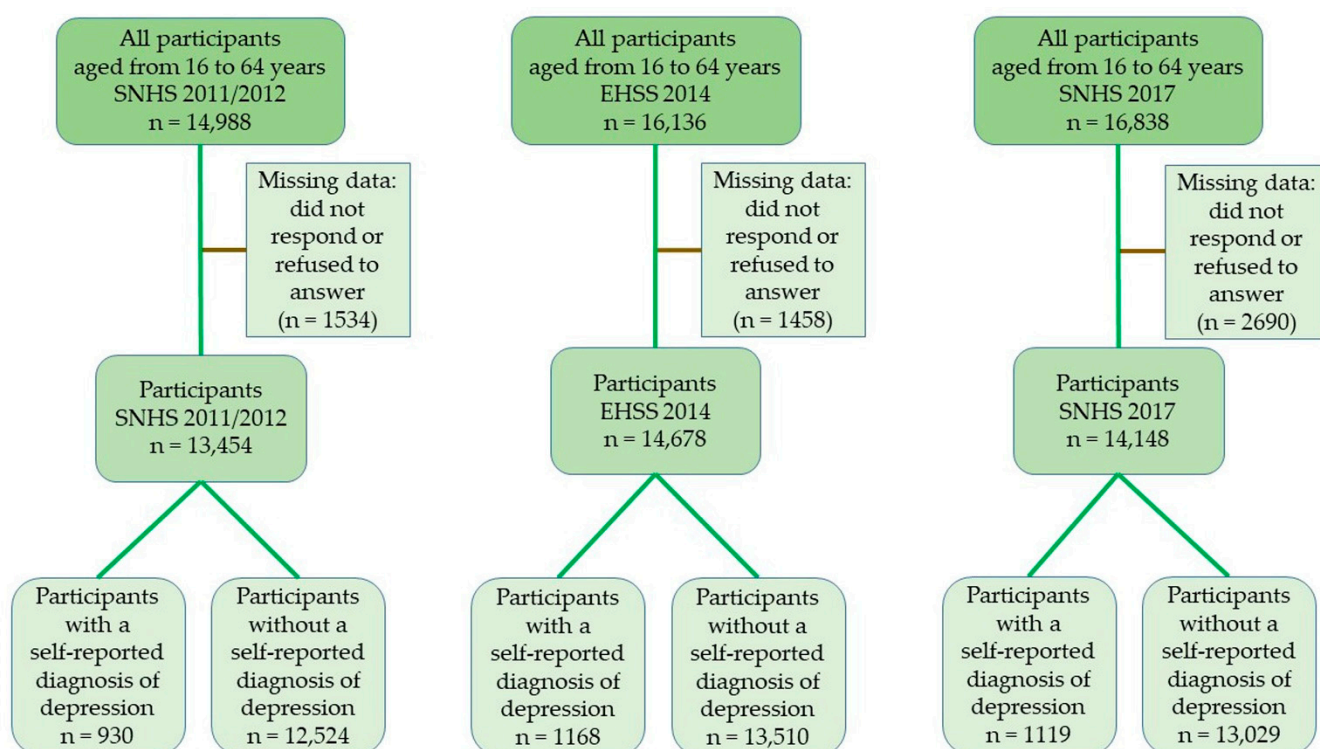 All participants
aged from 16 to 64 years
SNHS 2011/2012
n = 14,988
Missing data:
did not
respond or
refused to
answer
(n = 1534)
Participants
SNHS 2011/2012
n = 13,454
Participants
with a
self-reported
diagnosis of
depression
n = 930
Participants
without a
self-reported
diagnosis of
depression
n = 12,524
All participants
aged from 16 to 64 years
EHSS 2014
n = 16,136
Missing data:
did not
respond or
refused to
answer
(n = 1458)
Participants
EHSS 2014
n = 14,678
Participants
with a
self-reported
diagnosis of
depression
n = 1168
Participants
without a
self-reported
diagnosis of
depression
n = 13,510
All participants
aged from 16 to 64 years
SNHS 2017
n = 16,838
Missing data:
did not
respond or
refused to
answer
(n = 2690)
Participants
SNHS 2017
n = 14,148
Participants
with a
self-reported
diagnosis of
depression
n = 1119
Participants
without a
self-reported
diagnosis of
depression
n = 13,029